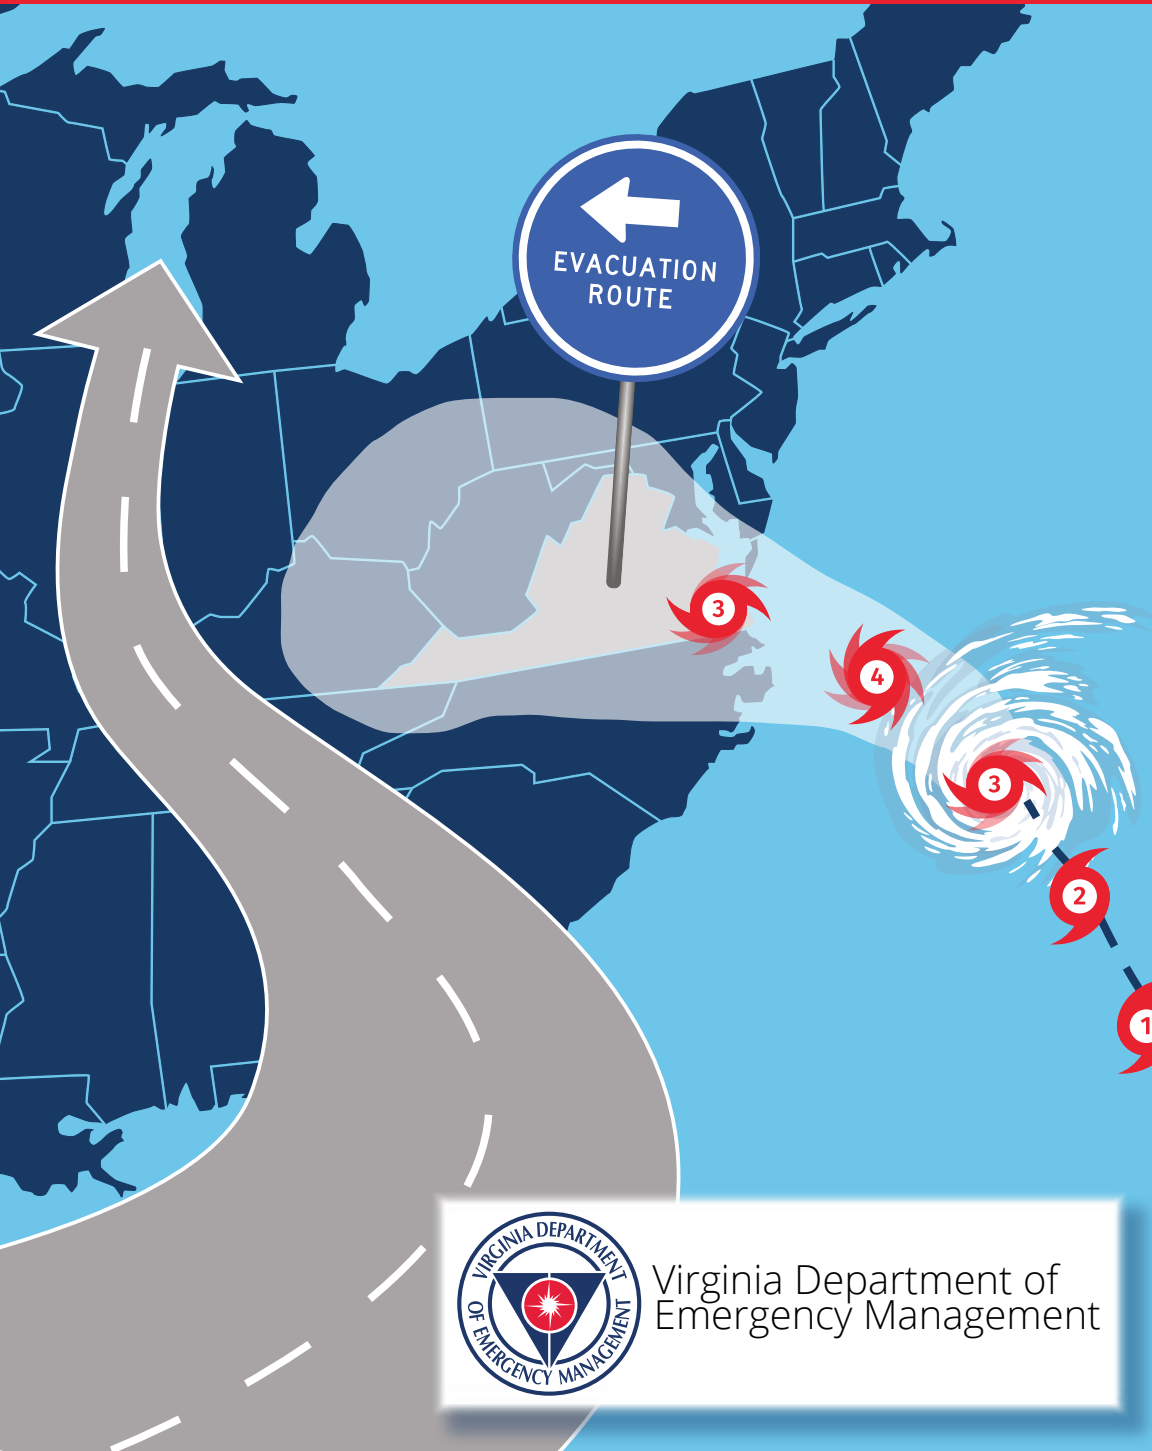 EVACUATION
ROUTE
3
4
3
2
1
VIRGINIA DEPARTMENT
OF EMERGENCY MANAGEMENT
Virginia Department of
Emergency Management